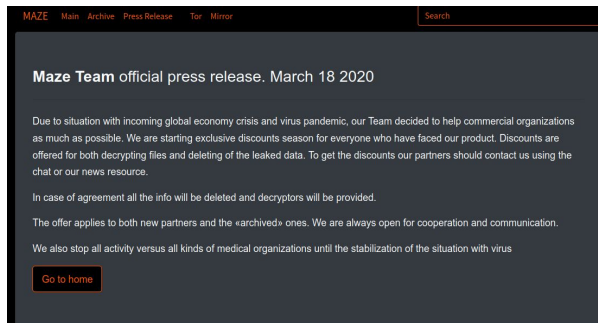 MAZE Main Archive Press Release Tor Mirror Search
Maze Team official press release. March 18 2020
Due to situation with incoming global economy crisis and virus pandemic, our Team decided to help commercial organizations
as much as possible. We are starting exclusive discounts season for everyone who have faced our product. Discounts are
offered for both decrypting files and deleting of the leaked data. To get the discounts our partners should contact us using the
chat or our news resource.
In case of agreement all the info will be deleted and decryptors will be provided.
The offer applies to both new partners and the «archived» ones. We are always open for cooperation and communication.
We also stop all activity versus all kinds of medical organizations until the stabilization of the situation with virus
Go to home